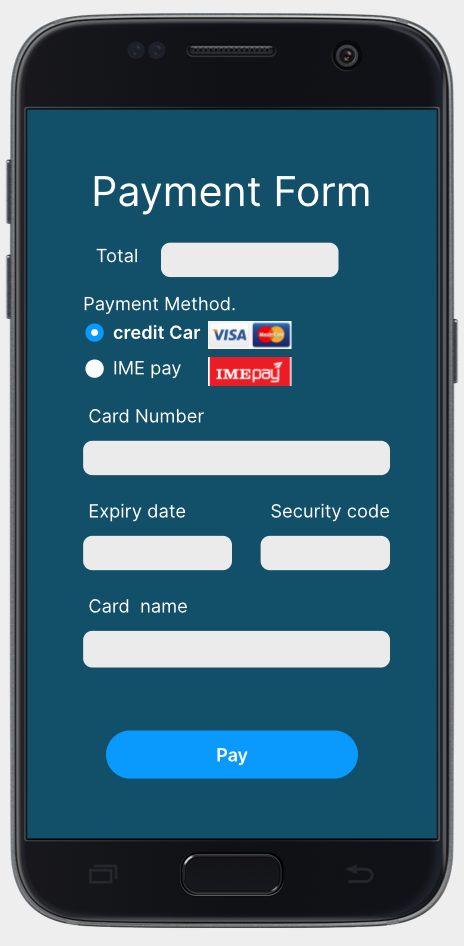 Payment Form
Total
Payment Method.
credit Car VISA MasterCard
IME pay IMEpay
Card Number
Expiry date Security code
Card name
Pay